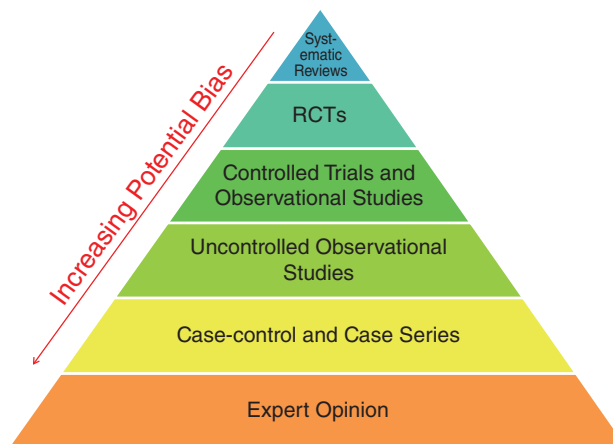 Syst-
ematic
Reviews
RCTs
Controlled Trials and
Observational Studies
Uncontrolled Observational
Studies
Case-control and Case Series
Expert Opinion
Increasing Potential Bias